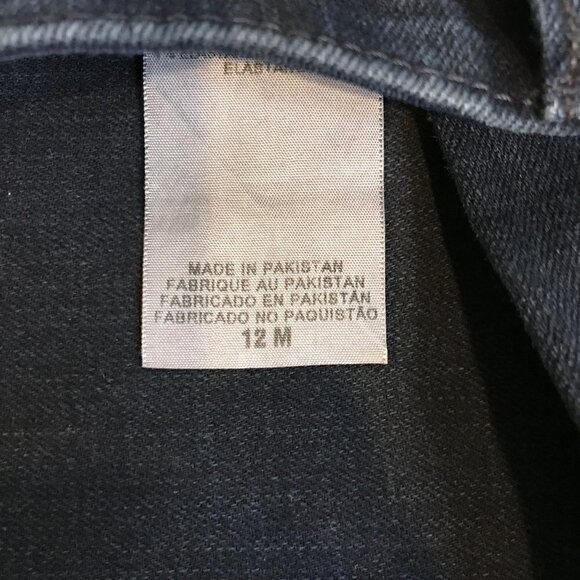 MADE IN PAKISTAN
FABRIQUE AU PAKISTAN
FABRICADO EN PAKISTÁN
FABRICADO NO PAQUISTÃO
12 M